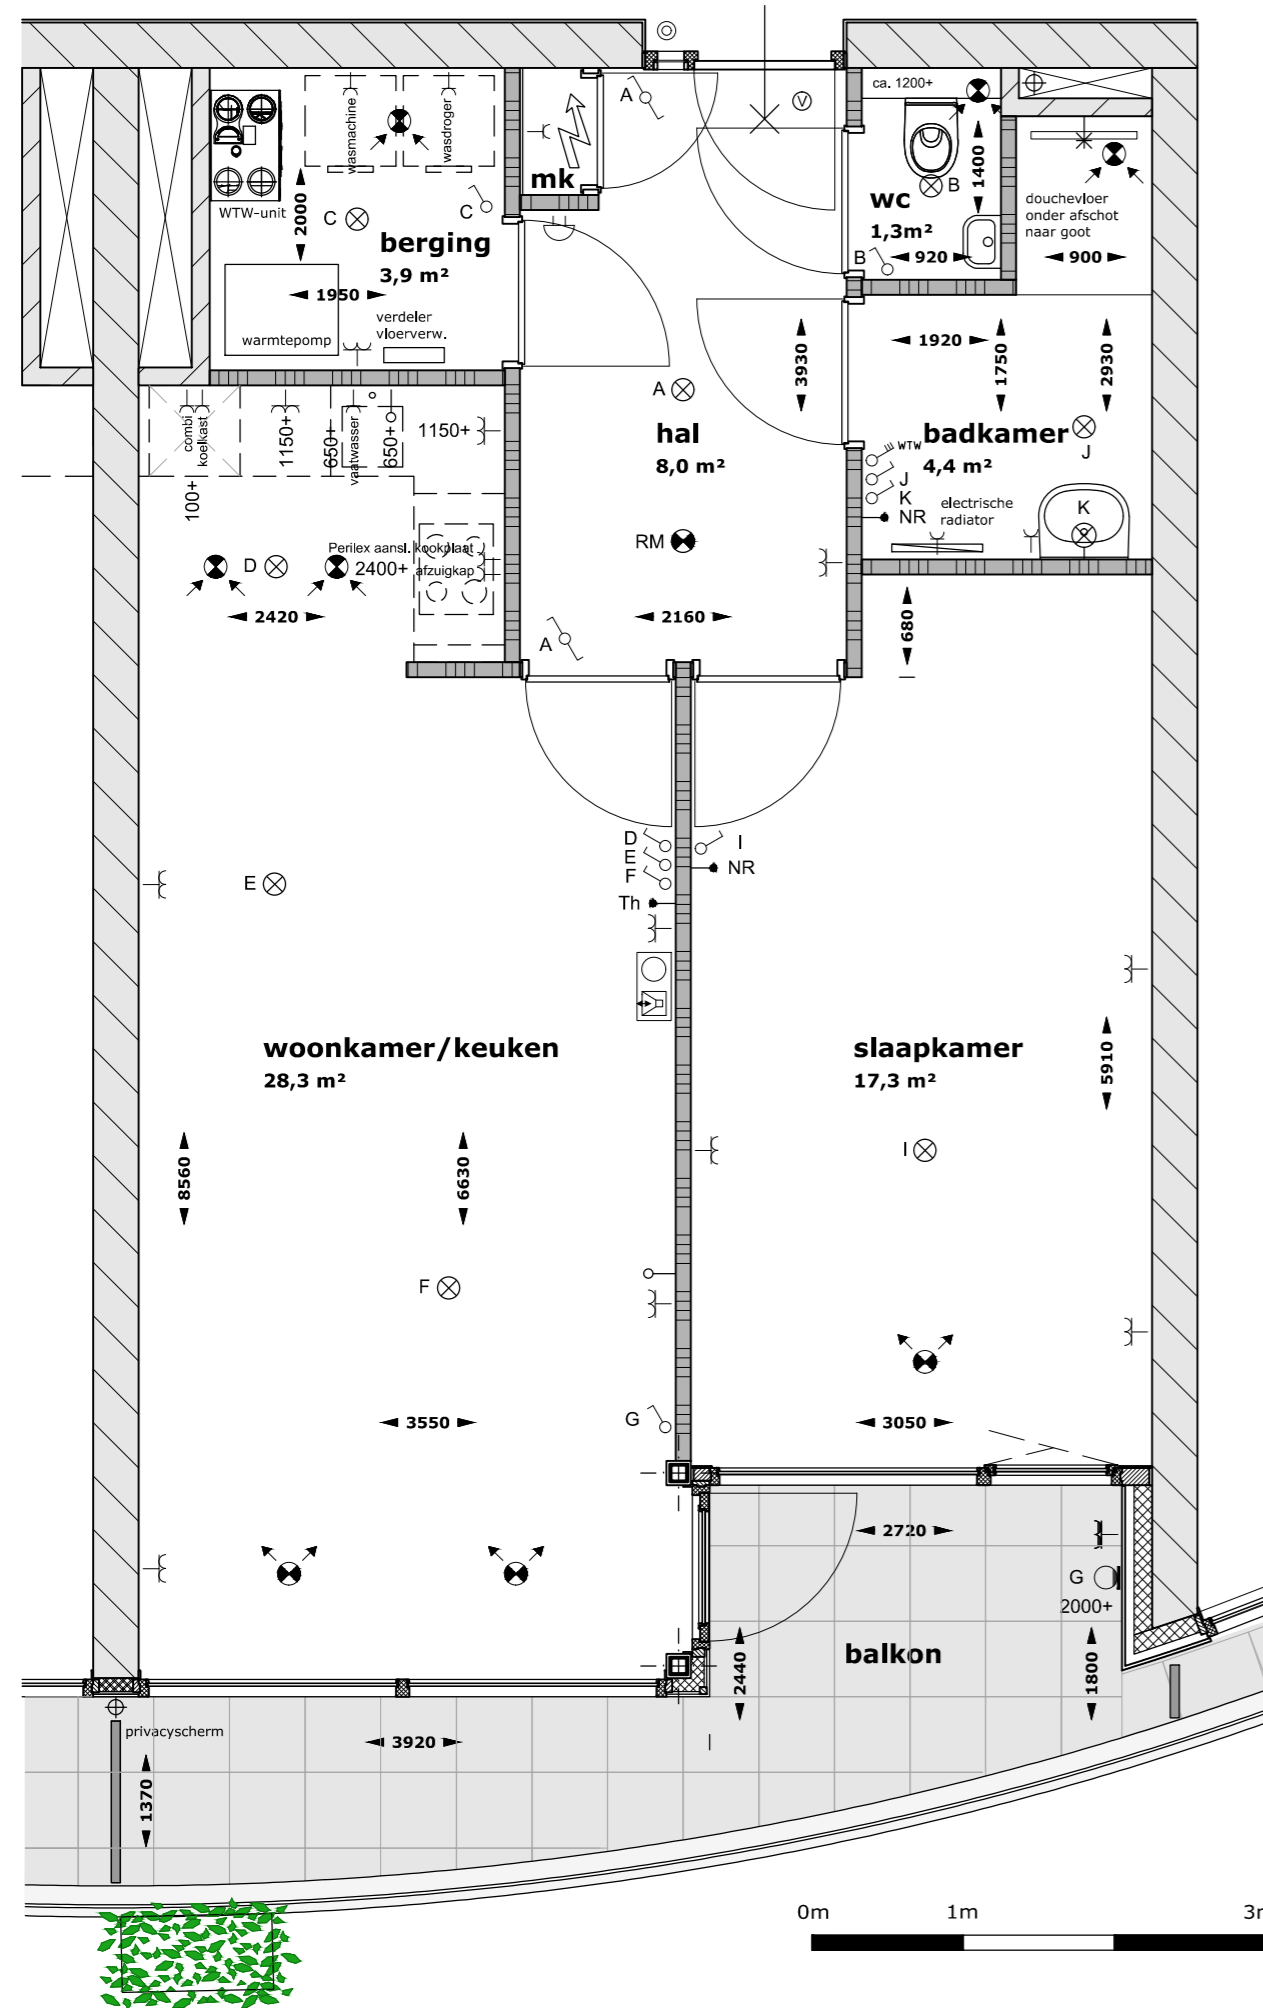 A
V
ca. 1200+
wasmachine
wasdroger
mk
B
1400
wc
1,3m²
B
920
douchevloer
onder afschot
naar goot
900
WTW-unit
2000
C
C
berging
3,9 m²
1950
verdeler
vloerverw.
warmtepomp
3930
1920
1750
2930
A
hal
8,0 m²
badkamer
4,4 m²
J
WTW
J
K
NR
electrische
radiator
K
combi
koelkast
1150+
650+
vaatwasser
650+
1150+
100+
Perilex aansl. kookplaat
2400+ afzuigkap
D
2420
RM
2160
A
680
D
E
F
Th
I
NR
E
woonkamer/keuken
28,3 m²
slaapkamer
17,3 m²
5910
8560
6630
I
F
G
3550
3050
2720
G
2000+
balkon
2440
1800
privacyscherm
3920
1370
0m
1m